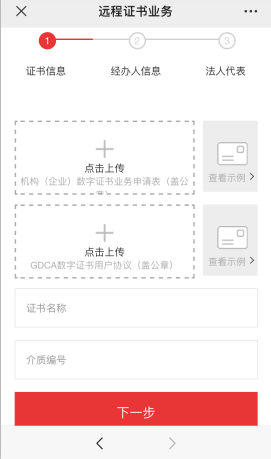 远程证书业务
1
2
3
证书信息
经办人信息
法人代表
点击上传
机构（企业）数字证书业务申请表（盖公
查看示例
点击上传
GDCA数字证书用户协议（盖公章）
查看示例
证书名称
介质编号
下一步